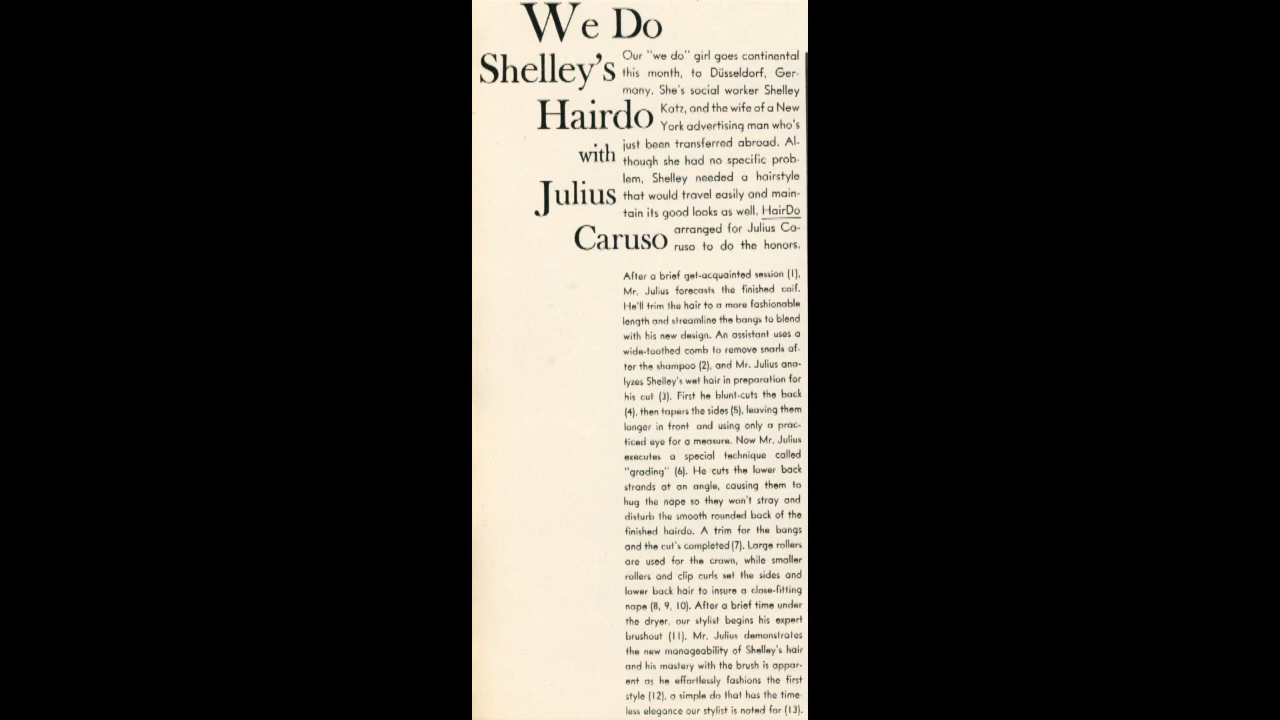 We Do
Shelley's
Hairdo
with
Julius
Caruso
Our "we do" girl goes continental
this month, to Düsseldorf, Ger-
many. She's social worker Shelley
Katz, and the wife of a New
York advertising man who's
just been transferred abroad. Al-
though she had no specific prob-
lem, Shelley needed a hairstyle
that would travel easily and main-
tain its good looks as well. HairDo
arranged for Julius Ca-
ruso to do the honors.
After a brief get-acquainted session (1),
Mr. Julius forecasts the finished coif.
He'll trim the hair to a more fashionable
length and streamline the bangs to blend
with his new design. An assistant uses a
wide-toothed comb to remove snarls af-
ter the shampoo (2), and Mr. Julius ana-
lyzes Shelley's wet hair in preparation for
his cut (3). First he blunt-cuts the back
(4), then tapers the sides (5), leaving them
longer in front and using only a prac-
ticed eye for a measure. Now Mr. Julius
executes a special technique called
"grading" (6). He cuts the lower back
strands at an angle, causing them to
hug the nape so they won't stray and
disturb the smooth rounded back of the
finished hairdo. A trim for the bangs
and the cut's completed (7). Large rollers
are used for the crown, while smaller
rollers and clip curls set the sides and
lower back hair to insure a close-fitting
nape (8, 9, 10). After a brief time under
the dryer, our stylist begins his expert
brushout (11). Mr. Julius demonstrates
the new manageability of Shelley's hair
and his mastery with the brush is appar-
ent as he effortlessly fashions the first
style (12), a simple do that has the time-
less elegance our stylist is noted for (13).